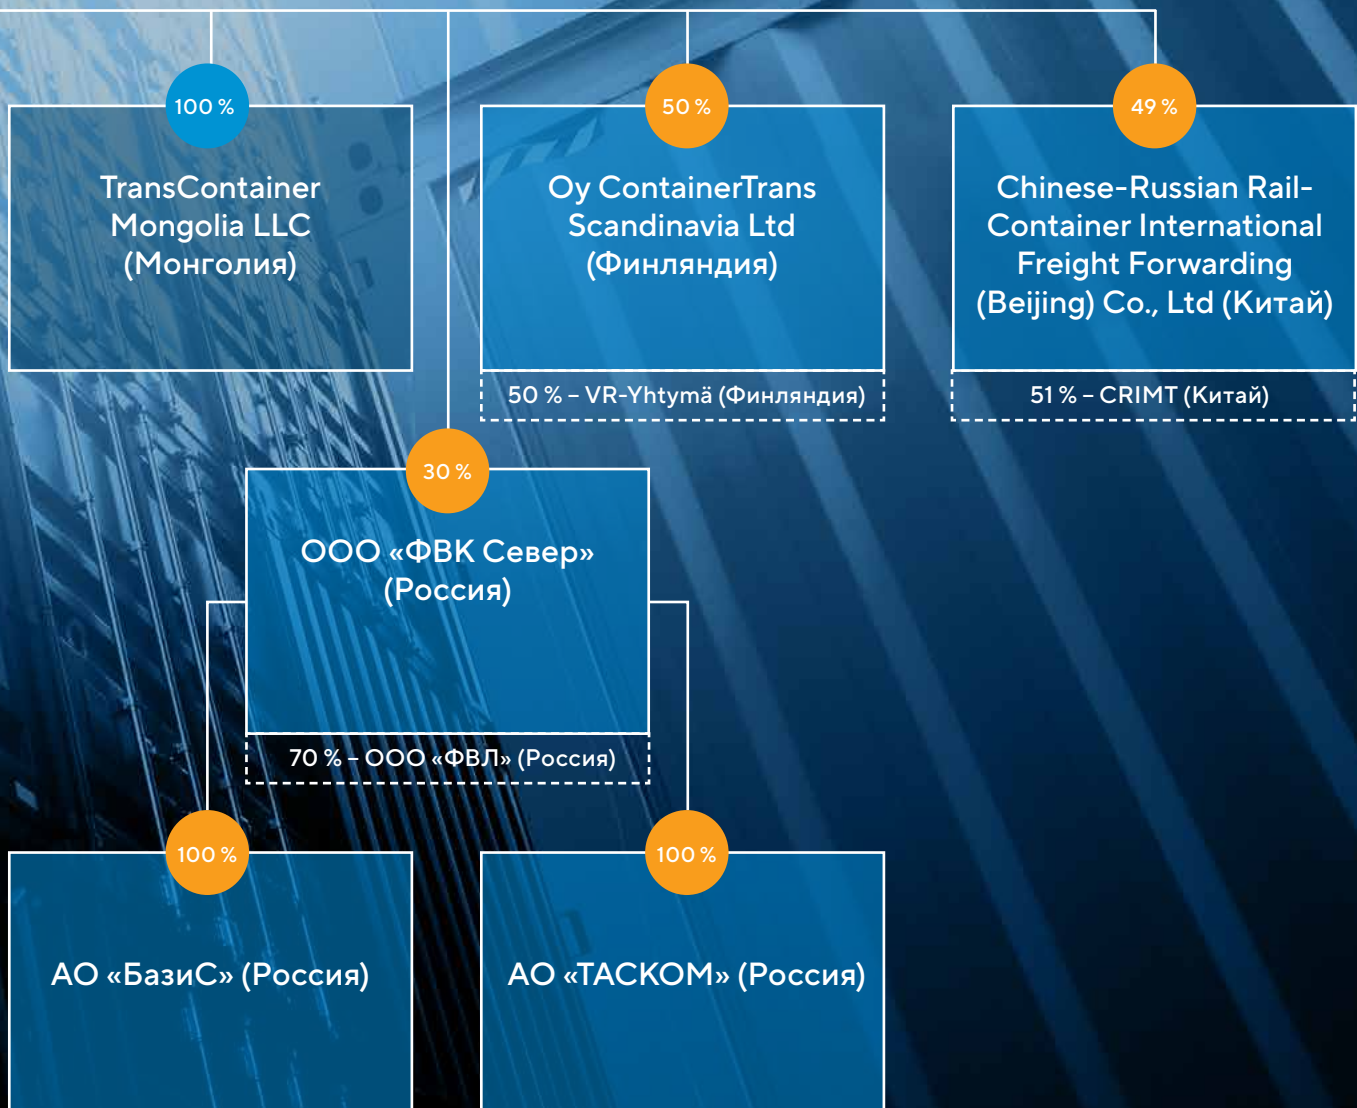 100 %
TransContainer
Mongolia LLC
(Монголия)
50 %
Oy ContainerTrans
Scandinavia Ltd
(Финляндия)
50 % – VR-Yhtymä (Финляндия)
49 %
Chinese-Russian Rail-
Container International
Freight Forwarding
(Beijing) Co., Ltd (Китай)
51 % – CRIMT (Китай)
30 %
ООО «ФВК Север»
(Россия)
70 % – ООО «ФВЛ» (Россия)
100 %
АО «БазиС» (Россия)
100 %
АО «ТАСКОМ» (Россия)